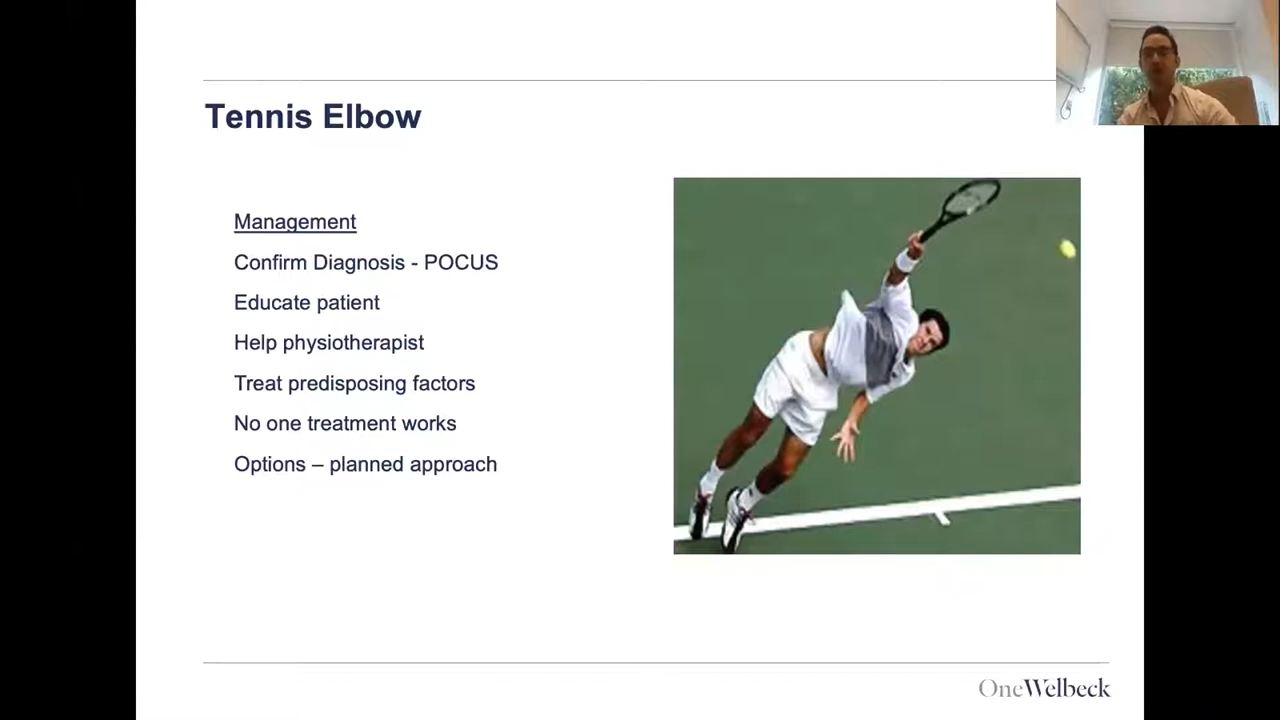 Tennis Elbow
Management
Confirm Diagnosis - POCUS
Educate patient
Help physiotherapist
Treat predisposing factors
No one treatment works
Options – planned approach
OneWelbeck